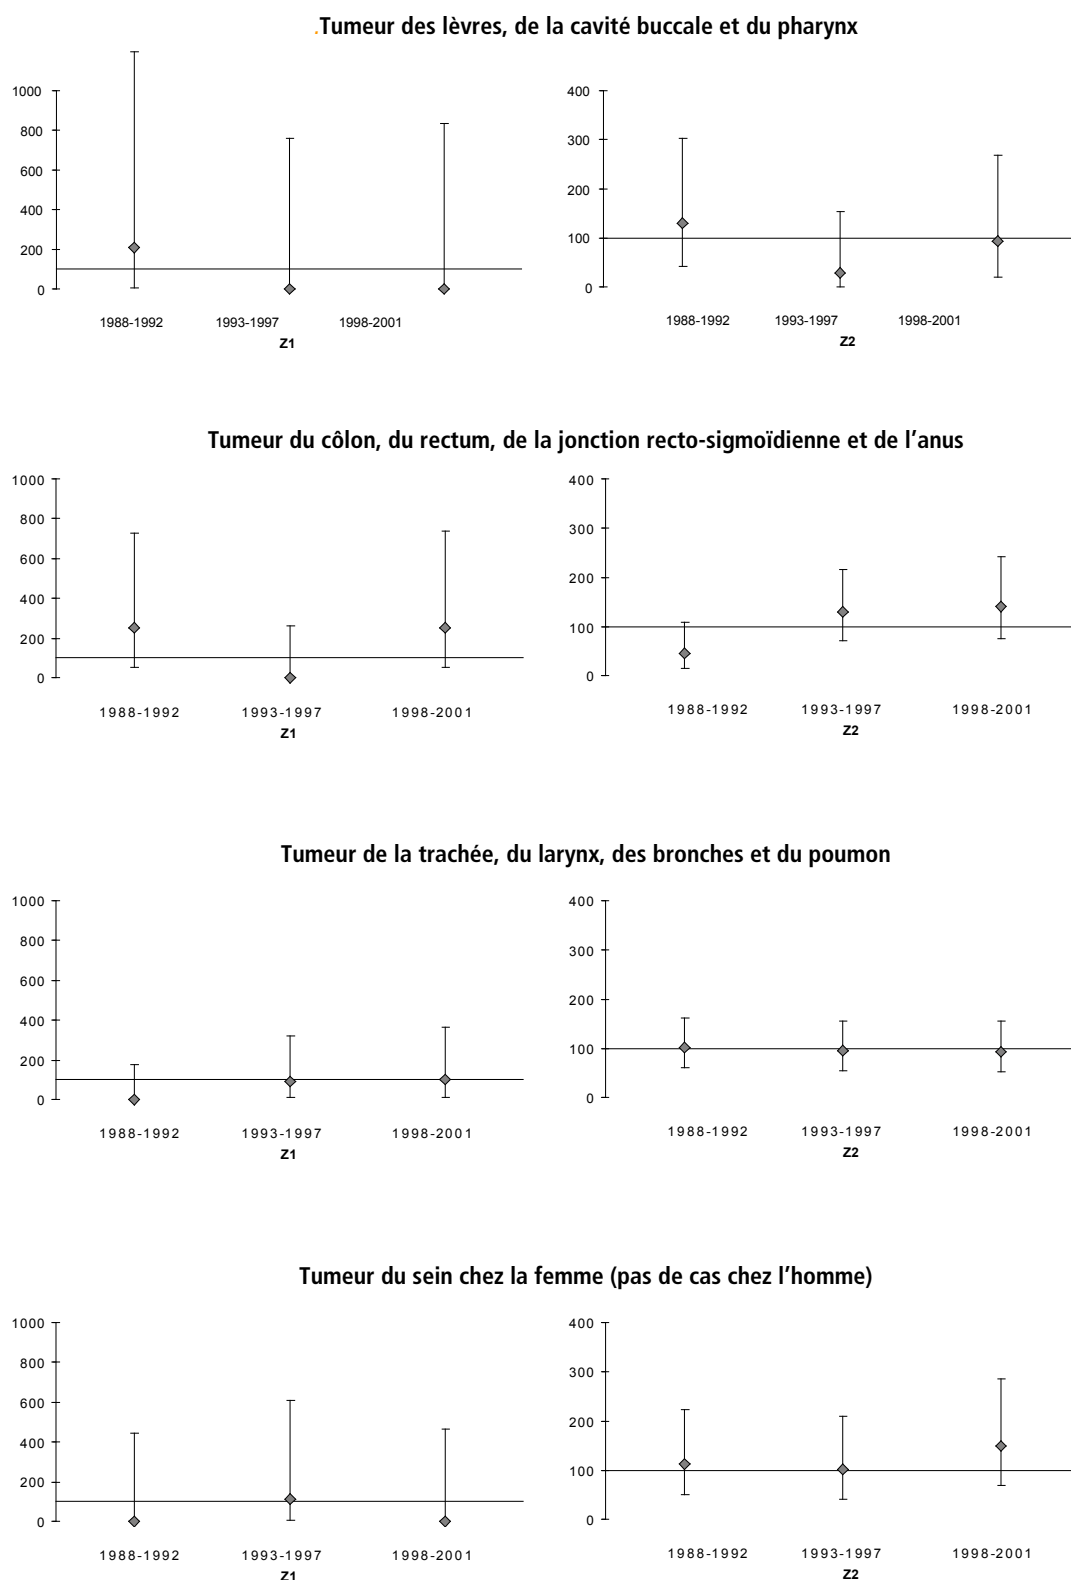 .Tumeur des lèvres, de la cavité buccale et du pharynx
1000
800
600
400
200
0
1988-1992 1993-1997 1998-2001
Z1
400
300
200
100
0
1988-1992 1993-1997 1998-2001
Z2
Tumeur du côlon, du rectum, de la jonction recto-sigmoïdienne et de l'anus
1000
800
600
400
200
0
1988-1992 1993-1997 1998-2001
Z1
400
300
200
100
0
1988-1992 1993-1997 1998-2001
Z2
Tumeur de la trachée, du larynx, des bronches et du poumon
1000
800
600
400
200
0
1988-1992 1993-1997 1998-2001
Z1
400
300
200
100
0
1988-1992 1993-1997 1998-2001
Z2
Tumeur du sein chez la femme (pas de cas chez l'homme)
1000
800
600
400
200
0
1988-1992 1993-1997 1998-2001
Z1
400
300
200
100
0
1988-1992 1993-1997 1998-2001
Z2